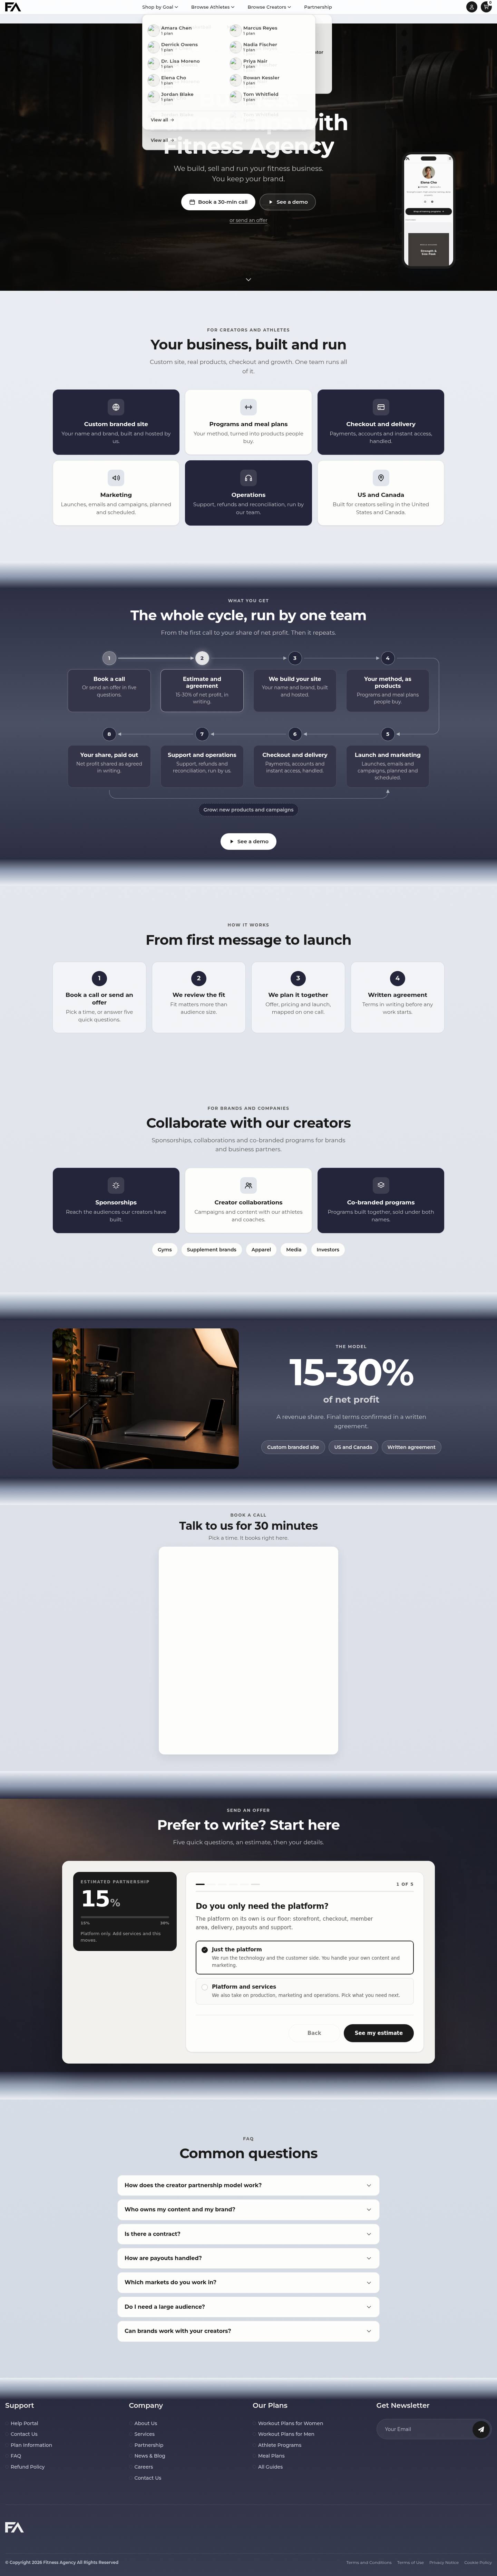 FA
Shop by Goal
Browse Athletes
Browse Creators
Partnership
Amara Chen
1 plan
Marcus Reyes
1 plan
Derrick Owens
1 plan
Nadia Fischer
1 plan
Dr. Lisa Moreno
1 plan
Priya Nair
1 plan
Elena Cho
1 plan
Rowan Kessler
1 plan
Jordan Blake
1 plan
Tom Whitfield
1 plan
View all →
View all →
with
Fitness Agency
We build, sell and run your fitness business.
You keep your brand.
Book a 30-min call
See a demo
or send an offer
Elena Cho
FOR CREATORS AND ATHLETES
Your business, built and run
Custom site, real products, checkout and growth. One team runs all
of it.
Custom branded site
Your name and brand, built and hosted by
us.
Programs and meal plans
Your method, turned into products people
buy.
Checkout and delivery
Payments, accounts and instant access,
handled.
Marketing
Launches, emails and campaigns, planned
and scheduled.
Operations
Support, refunds and reconciliation, run by
our team.
US and Canada
Built for creators selling in the United
States and Canada.
WHAT YOU GET
The whole cycle, run by one team
From the first call to your share of net profit. Then it repeats.
1
2
3
4
Book a call
Or send an offer in five
questions.
Estimate and
agreement
15-30% of net profit, in
writing.
We build your site
Your name and brand, built
and hosted.
Your method, as
products
Programs and meal plans
people buy.
8
7
6
5
Your share, paid out
Net profit shared as agreed
in writing.
Support and operations
Support, refunds and
reconciliation, run by us.
Checkout and delivery
Payments, accounts and
instant access, handled.
Launch and marketing
Launches, emails and
campaigns, planned and
scheduled.
Grow: new products and campaigns
See a demo
HOW IT WORKS
From first message to launch
1
Book a call or send an
offer
Pick a time, or answer five
quick questions.
2
We review the fit
Fit matters more than
audience size.
3
We plan it together
Offer, pricing and launch,
mapped on one call.
4
Written agreement
Terms in writing before any
work starts.
FOR BRANDS AND COMPANIES
Collaborate with our creators
Sponsorships, collaborations and co-branded programs for brands
and business partners.
Sponsorships
Reach the audiences our creators have
built.
Creator collaborations
Campaigns and content with our athletes
and coaches.
Co-branded programs
Programs built together, sold under both
names.
Gyms
Supplement brands
Apparel
Media
Investors
THE MODEL
15-30%
of net profit
A revenue share. Final terms confirmed in a written
agreement.
Custom branded site
US and Canada
Written agreement
BOOK A CALL
Talk to us for 30 minutes
Pick a time. It books right here.
SEND AN OFFER
Prefer to write? Start here
Five quick questions, an estimate, then your details.
ESTIMATED PARTNERSHIP
15%
Platform only. Add services and this
moves.
1 OF 5
Do you only need the platform?
The platform on its own is our floor: storefront, checkout, member
area, delivery, payouts and support.
Just the platform
We run the technology and the customer side. You handle your own content and
marketing.
Platform and services
We also take on production, marketing and operations. Pick what you need next.
Back
See my estimate
FAQ
Common questions
How does the creator partnership model work?
Who owns my content and my brand?
Is there a contract?
How are payouts handled?
Which markets do you work in?
Do I need a large audience?
Can brands work with your creators?
Support
Help Portal
Contact Us
Plan Information
FAQ
Refund Policy
Company
About Us
Services
Partnership
News & Blog
Careers
Contact Us
Our Plans
Workout Plans for Women
Workout Plans for Men
Athlete Programs
Meal Plans
All Guides
Get Newsletter
Your Email
FA
© Copyright 2026 Fitness Agency All Rights Reserved
Terms and Conditions
Terms of Use
Privacy Notice
Cookie Policy